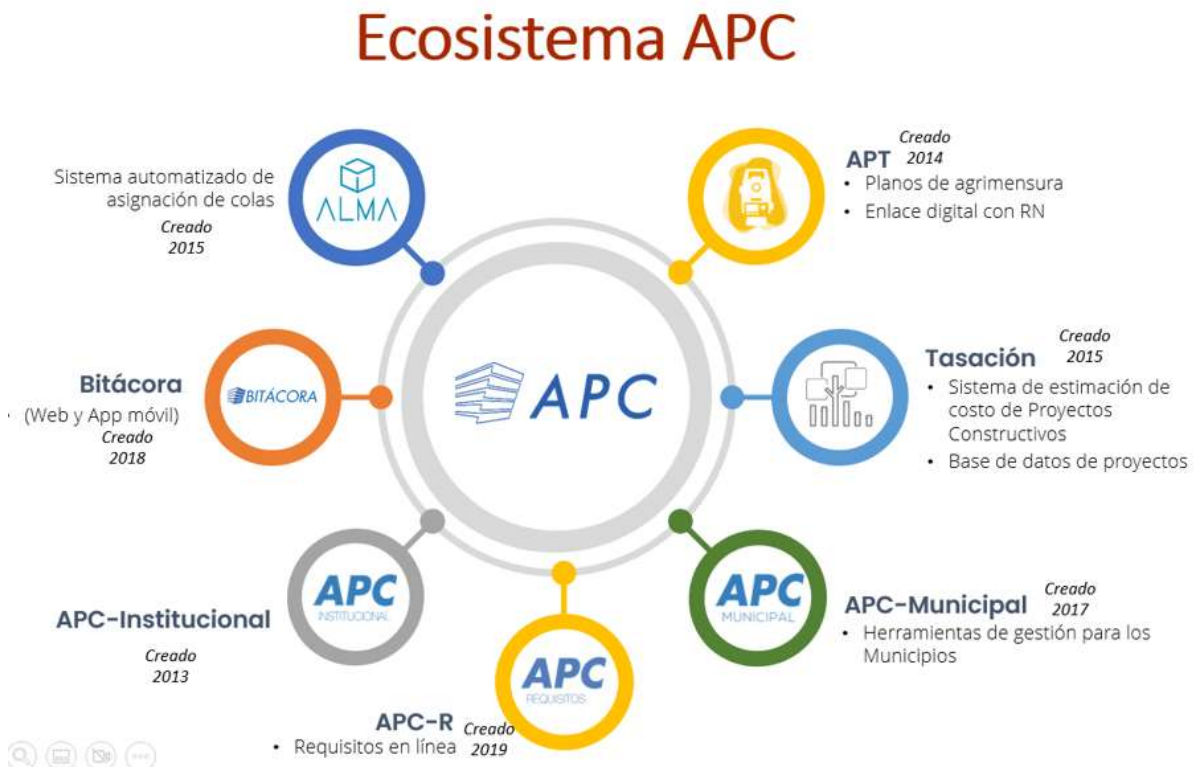 Ecosistema APC
Sistema automatizado de
asignación de colas
Creado
2015
ALMA
APT
Creado
2014
• Planos de agrimensura
• Enlace digital con RN
Bitácora
• (Web y App móvil)
Creado
2018
BITÁCORA
APC
Tasación
Creado
2015
• Sistema de estimación de
costo de Proyectos
Constructivos
• Base de datos de proyectos
APC-Institucional
Creado
2013
APC
INSTITUCIONAL
APC
MUNICIPAL
APC-Municipal
Creado
2017
• Herramientas de gestión para los
Municipios
APC
REQUISITOS
APC-R
Creado
2019
• Requisitos en línea